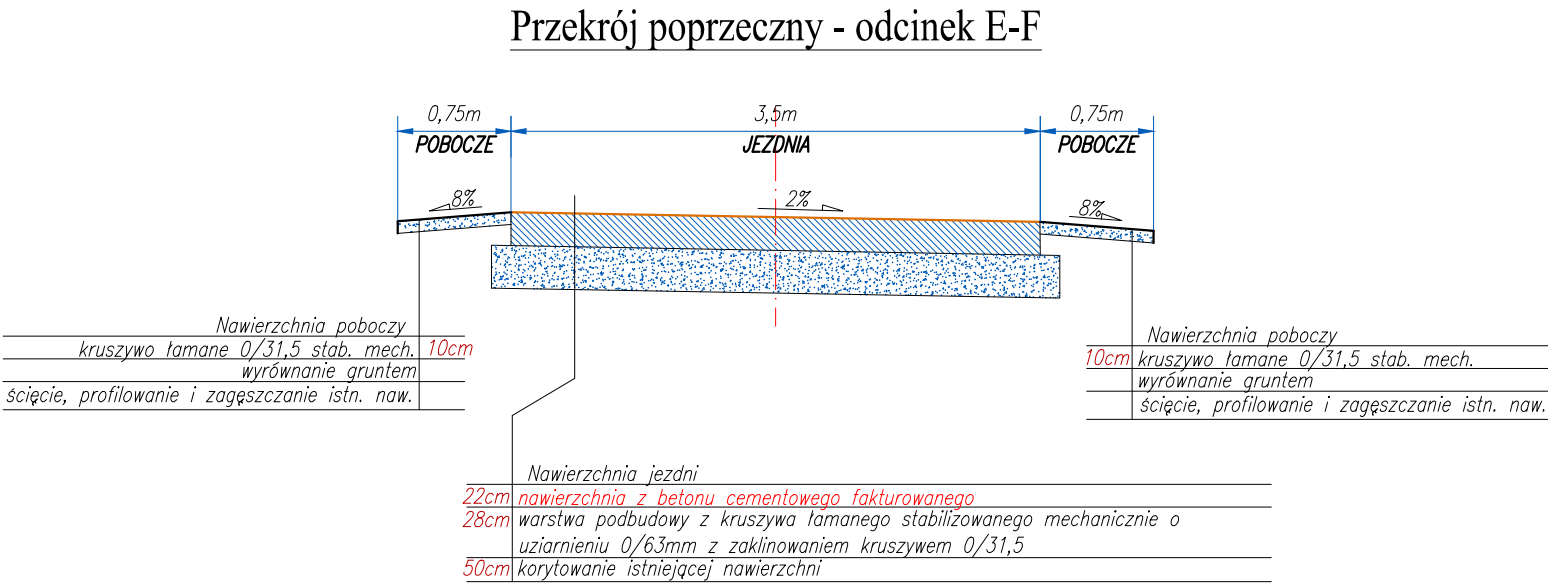 Przekrój poprzeczny - odcinek E-F
0,75m
3,5m
0,75m
POBOCZE
JEZDNIA
POBOCZE
8%
2%
8%
Nawierzchnia poboczy
kruszywo łamane 0/31,5 stab. mech. 10cm
wyrównanie gruntem
ścięcie, profilowanie i zagęszczanie istn. naw.
Nawierzchnia poboczy
10cm kruszywo łamane 0/31,5 stab. mech.
wyrównanie gruntem
ścięcie, profilowanie i zagęszczanie istn. naw.
Nawierzchnia jezdni
22cm nawierzchnia z betonu cementowego fakturowanego
28cm warstwa podbudowy z kruszywa łamanego stabilizowanego mechanicznie o
uziarnieniu 0/63mm z zaklinowaniem kruszywem 0/31,5
50cm korytowanie istniejącej nawierzchni